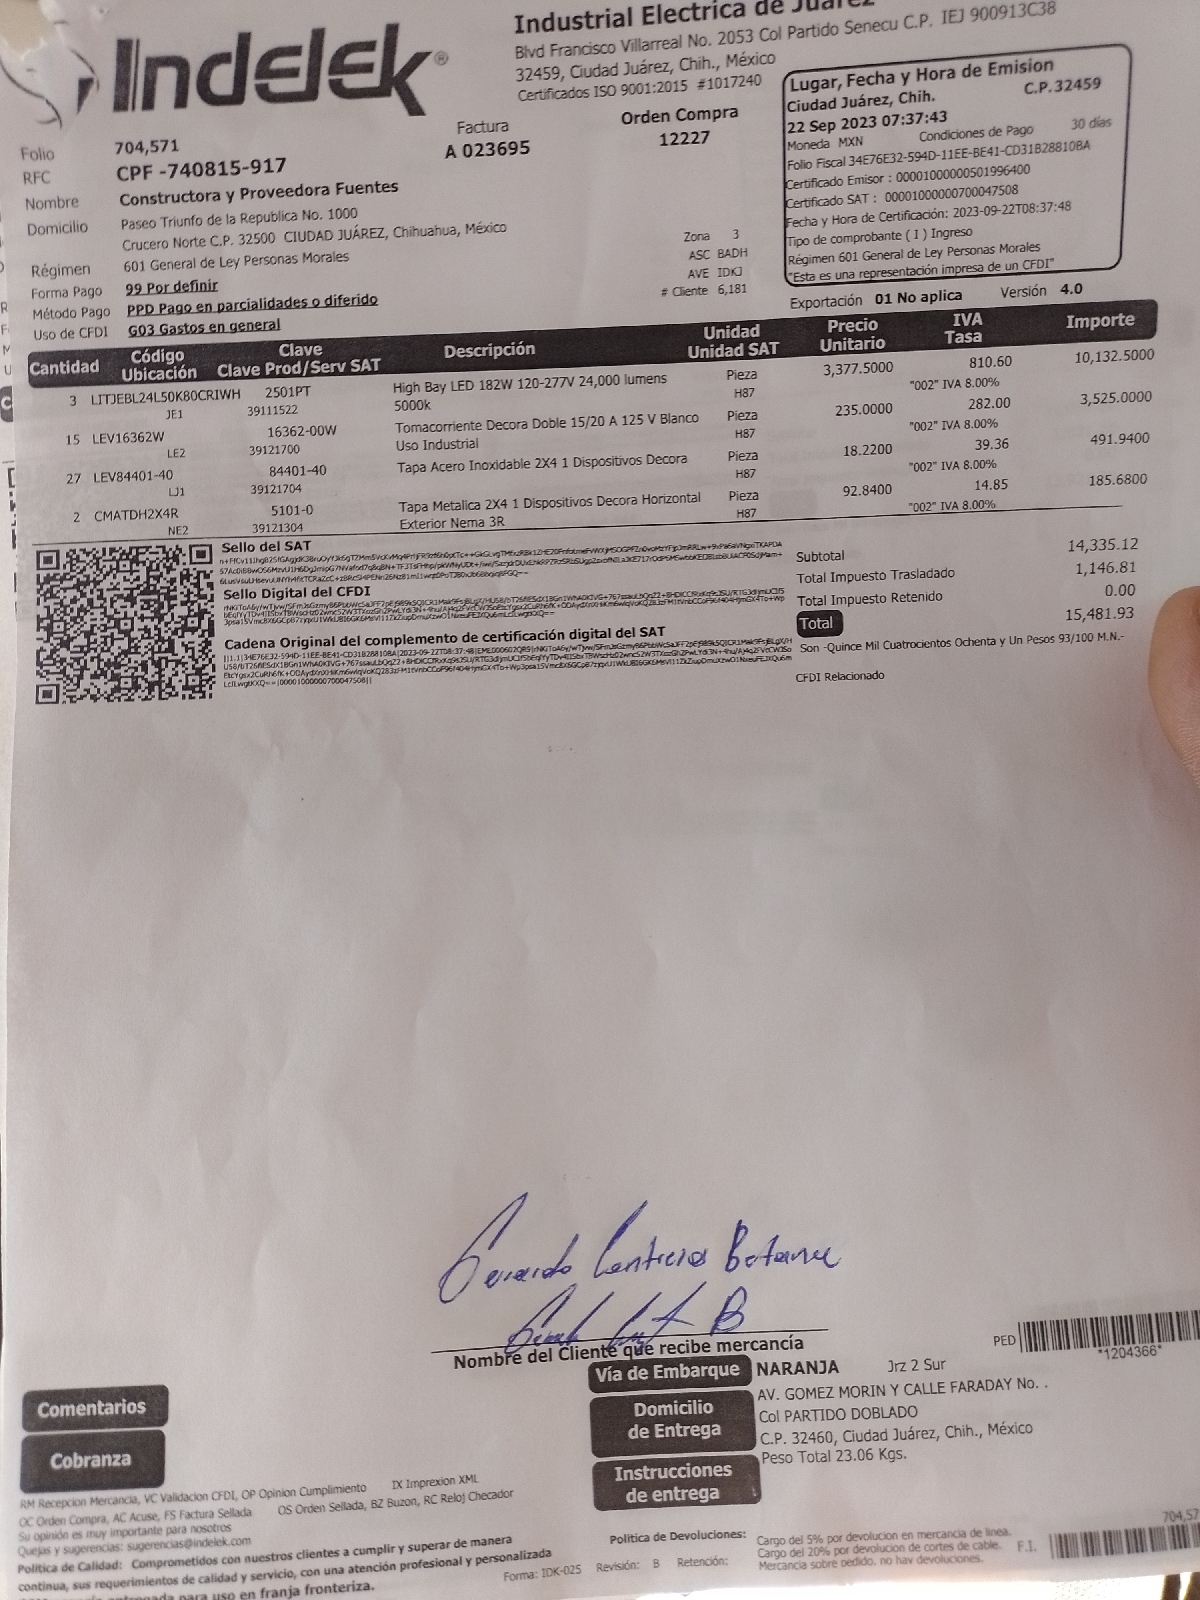 Indelek®
Industrial Electrica de Juárez
Blvd Francisco Villarreal No. 2053 Col Partido Senecu C.P. IEJ 900913C38
32459, Ciudad Juárez, Chih., México
Certificados ISO 9001:2015 #1017240
Lugar, Fecha y Hora de Emision
Ciudad Juárez, Chih. C.P.32459
22 Sep 2023 07:37:43
Moneda MXN Condiciones de Pago 30 días
Folio Fiscal 34E76E32-594D-11EE-BE41-CD31B28810BA
Certificado Emisor : 00001000000501996400
Certificado SAT : 00001000000700047508
Fecha y Hora de Certificación: 2023-09-22T08:37:48
Tipo de comprobante ( I ) Ingreso
Régimen 601 General de Ley Personas Morales
"Esta es una representación impresa de un CFDI"
Folio 704,571
Factura
A 023695
Orden Compra
12227
RFC CPF -740815-917
Nombre Constructora y Proveedora Fuentes
Domicilio Paseo Triunfo de la Republica No. 1000
Crucero Norte C.P. 32500 CIUDAD JUÁREZ, Chihuahua, México
Régimen 601 General de Ley Personas Morales
Forma Pago 99 Por definir
Método Pago PPD Pago en parcialidades o diferido
Uso de CFDI G03 Gastos en general
Zona 3
ASC BADH
AVE IDKJ
# Cliente 6,181
Exportación 01 No aplica Versión 4.0
Cantidad Código Ubicación Clave Clave Prod/Serv SAT Descripción Unidad Unidad SAT Precio Unitario IVA Tasa Importe
3 LITJEBL24L50K80CRIWH 2501PT High Bay LED 182W 120-277V 24,000 lumens Pieza 3,377.5000 810.60 10,132.5000
JE1 39111522 5000k H87 "002" IVA 8.00%
15 LEV16362W 16362-00W Tomacorriente Decora Doble 15/20 A 125 V Blanco Pieza 235.0000 282.00 3,525.0000
LE2 39121700 Uso Industrial H87 "002" IVA 8.00%
27 LEV84401-40 84401-40 Tapa Acero Inoxidable 2X4 1 Dispositivos Decora Pieza 18.2200 39.36 491.9400
LJ1 39121704 H87 "002" IVA 8.00%
2 CMATDH2X4R 5101-0 Tapa Metalica 2X4 1 Dispositivos Decora Horizontal Pieza 92.8400 14.85 185.6800
NE2 39121304 Exterior Nema 3R H87 "002" IVA 8.00%
Sello del SAT
Sello Digital del CFDI
Cadena Original del complemento de certificación digital del SAT
Subtotal 14,335.12
Total Impuesto Trasladado 1,146.81
Total Impuesto Retenido 0.00
Total 15,481.93
Son -Quince Mil Cuatrocientos Ochenta y Un Pesos 93/100 M.N.-
CFDI Relacionado
Gerardo Contreras
Nombre del Cliente que recibe mercancía
PED
*1204366*
Vía de Embarque NARANJA Jrz 2 Sur
Domicilio de Entrega
AV. GOMEZ MORIN Y CALLE FARADAY No. .
Col PARTIDO DOBLADO
C.P. 32460, Ciudad Juárez, Chih., México
Peso Total 23.06 Kgs.
Instrucciones de entrega
Comentarios
Cobranza
RM Recepcion Mercancia, VC Validacion CFDI, OP Opinion Cumplimiento IX Imprexion XML
OC Orden Compra, AC Acuse, FS Factura Sellada OS Orden Sellada, BZ Buzon, RC Reloj Checador
Su opinión es muy importante para nosotros
Quejas y sugerencias: sugerencias@indelek.com
Politica de Calidad: Comprometidos con nuestros clientes a cumplir y superar de manera
continua, sus requerimientos de calidad y servicio, con una atención profesional y personalizada
para uso en franja fronteriza.
Forma: IDK-025 Revisión: B Retención:
Politica de Devoluciones:
Cargo del 5% por devolucion en mercancia de linea.
Cargo del 20% por devolucion de cortes de cable.
Mercancia sobre pedido, no hay devoluciones.
F.I.
704,57